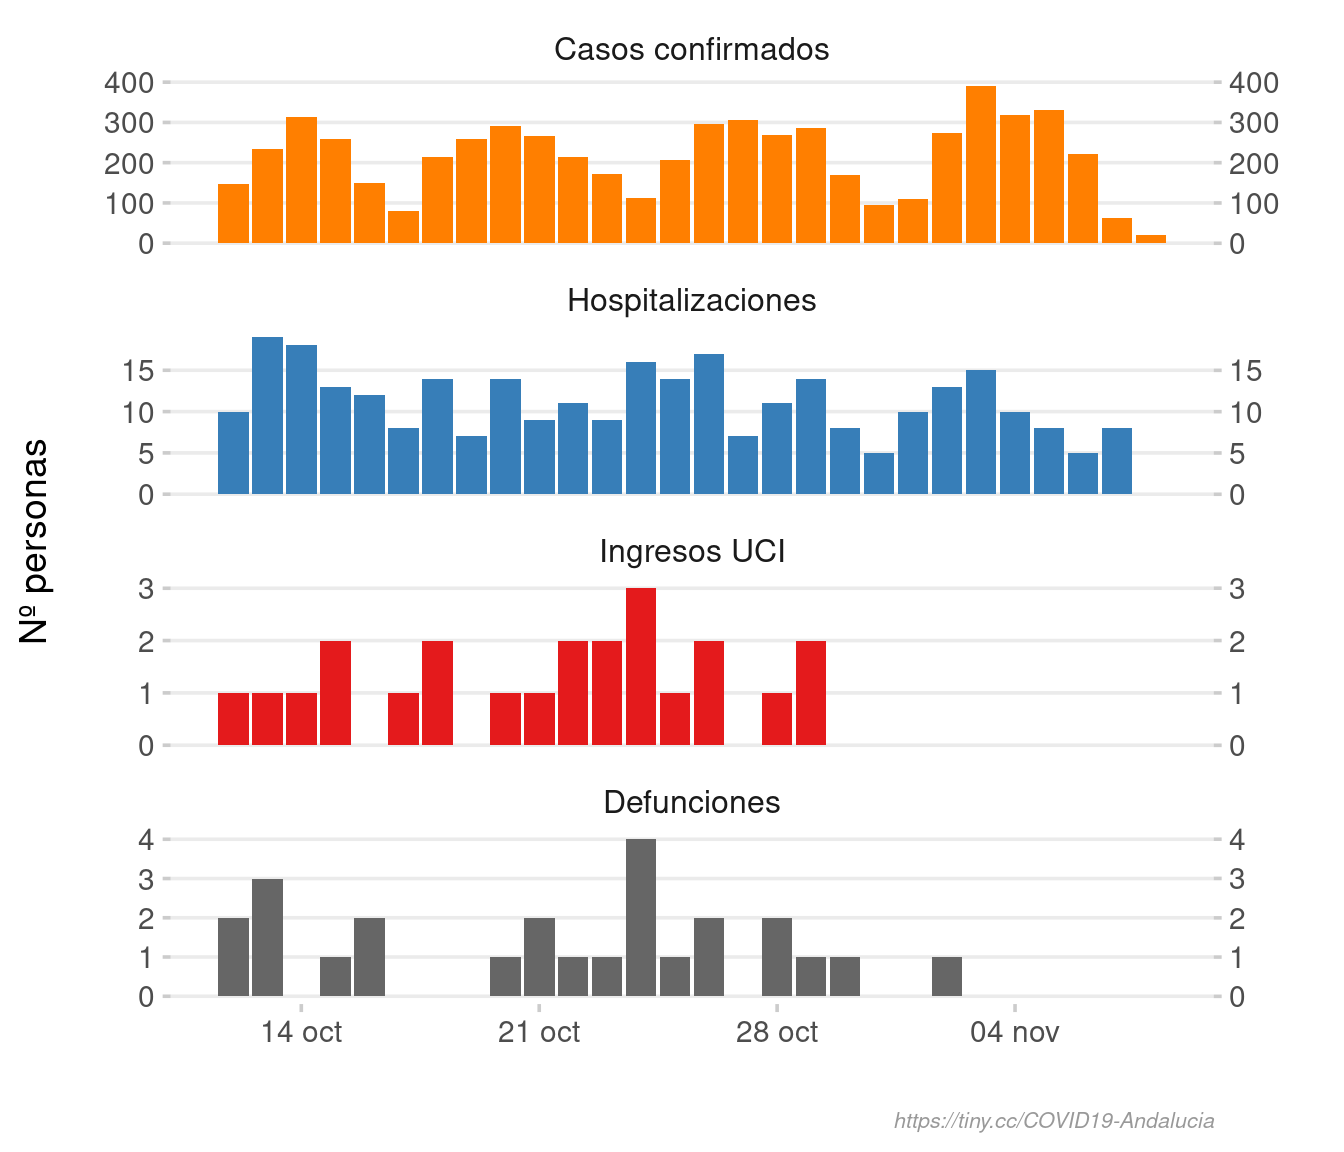 Casos confirmados
400 400
300 300
200 200
100 100
0 0
Hospitalizaciones
15 15
10 10
5 5
0 0
Nº personas
Ingresos UCI
3 3
2 2
1 1
0 0
Defunciones
4 4
3 3
2 2
1 1
0 0
14 oct 21 oct 28 oct 04 nov
https://tiny.cc/COVID19-Andalucia